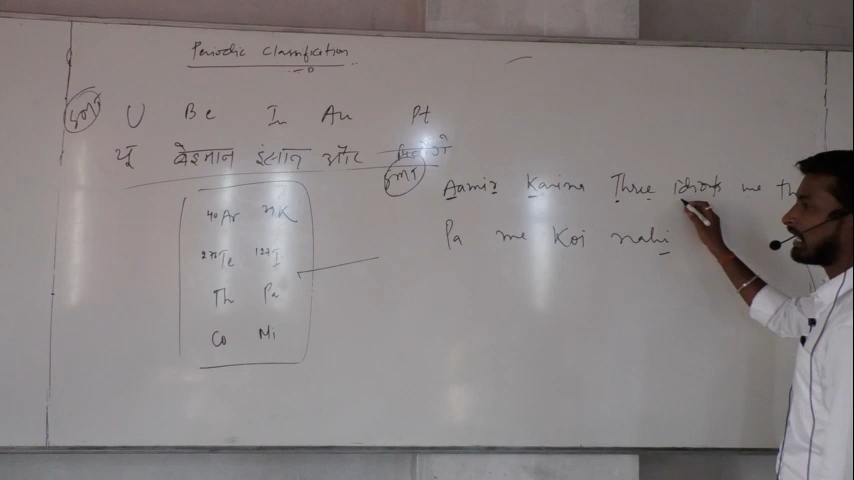 Periodic Classification
U Be In Au Pt
यूँ बेईमान इंसान और
IMT
Aamir Karina Three idiots me th
Pa me Koi nahi
⁴⁰Ar ³⁹K
Te ¹²⁷I
Th Pa
Co Ni